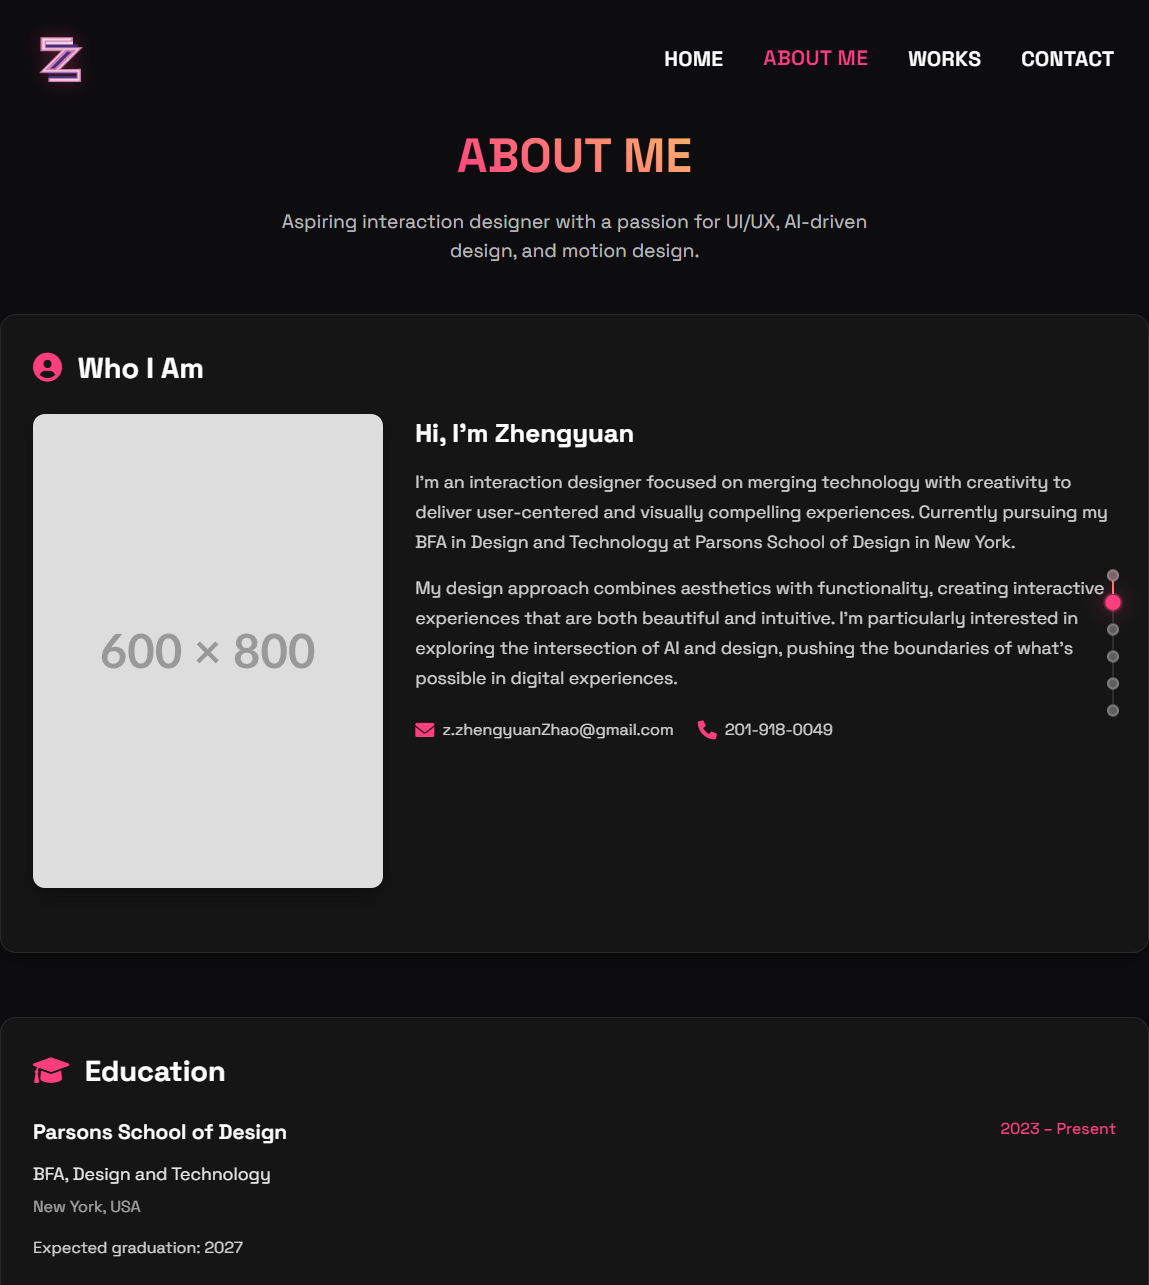 Z
HOME
ABOUT ME
WORKS
CONTACT
ABOUT ME
Aspiring interaction designer with a passion for UI/UX, AI-driven
design, and motion design.
Who I Am
600 × 800
Hi, I’m Zhengyuan
I’m an interaction designer focused on merging technology with creativity to
deliver user-centered and visually compelling experiences. Currently pursuing my
BFA in Design and Technology at Parsons School of Design in New York.
My design approach combines aesthetics with functionality, creating interactive
experiences that are both beautiful and intuitive. I’m particularly interested in
exploring the intersection of AI and design, pushing the boundaries of what’s
possible in digital experiences.
z.zhengyuanZhao@gmail.com
201-918-0049
Education
Parsons School of Design
2023 – Present
BFA, Design and Technology
New York, USA
Expected graduation: 2027